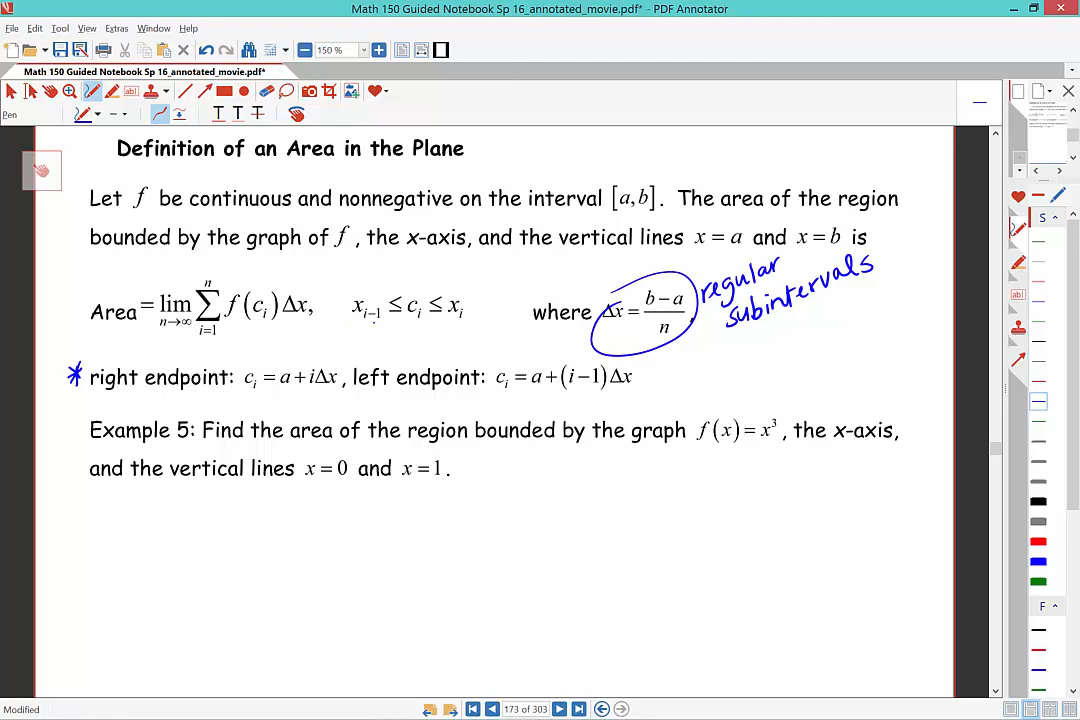 Math 150 Guided Notebook Sp 16_annotated_movie.pdf* - PDF Annotator
File Edit View Tool Extras Window Help
150 %
Math 150 Guided Notebook Sp 16_annotated_movie.pdf*
Pen
Definition of an Area in the Plane
Let f be continuous and nonnegative on the interval [a,b]. The area of the region
bounded by the graph of f, the x-axis, and the vertical lines x = a and x = b is
regular
subintervals
Area = lim_{n→∞} ∑_{i=1}^{n} f(c_i)Δx, x_{i-1} ≤ c_i ≤ x_i where Δx = (b-a)/n,
* right endpoint: c_i = a + iΔx, left endpoint: c_i = a + (i-1)Δx
Example 5: Find the area of the region bounded by the graph f(x) = x³, the x-axis,
and the vertical lines x = 0 and x = 1.
S
F
Modified
173 of 303